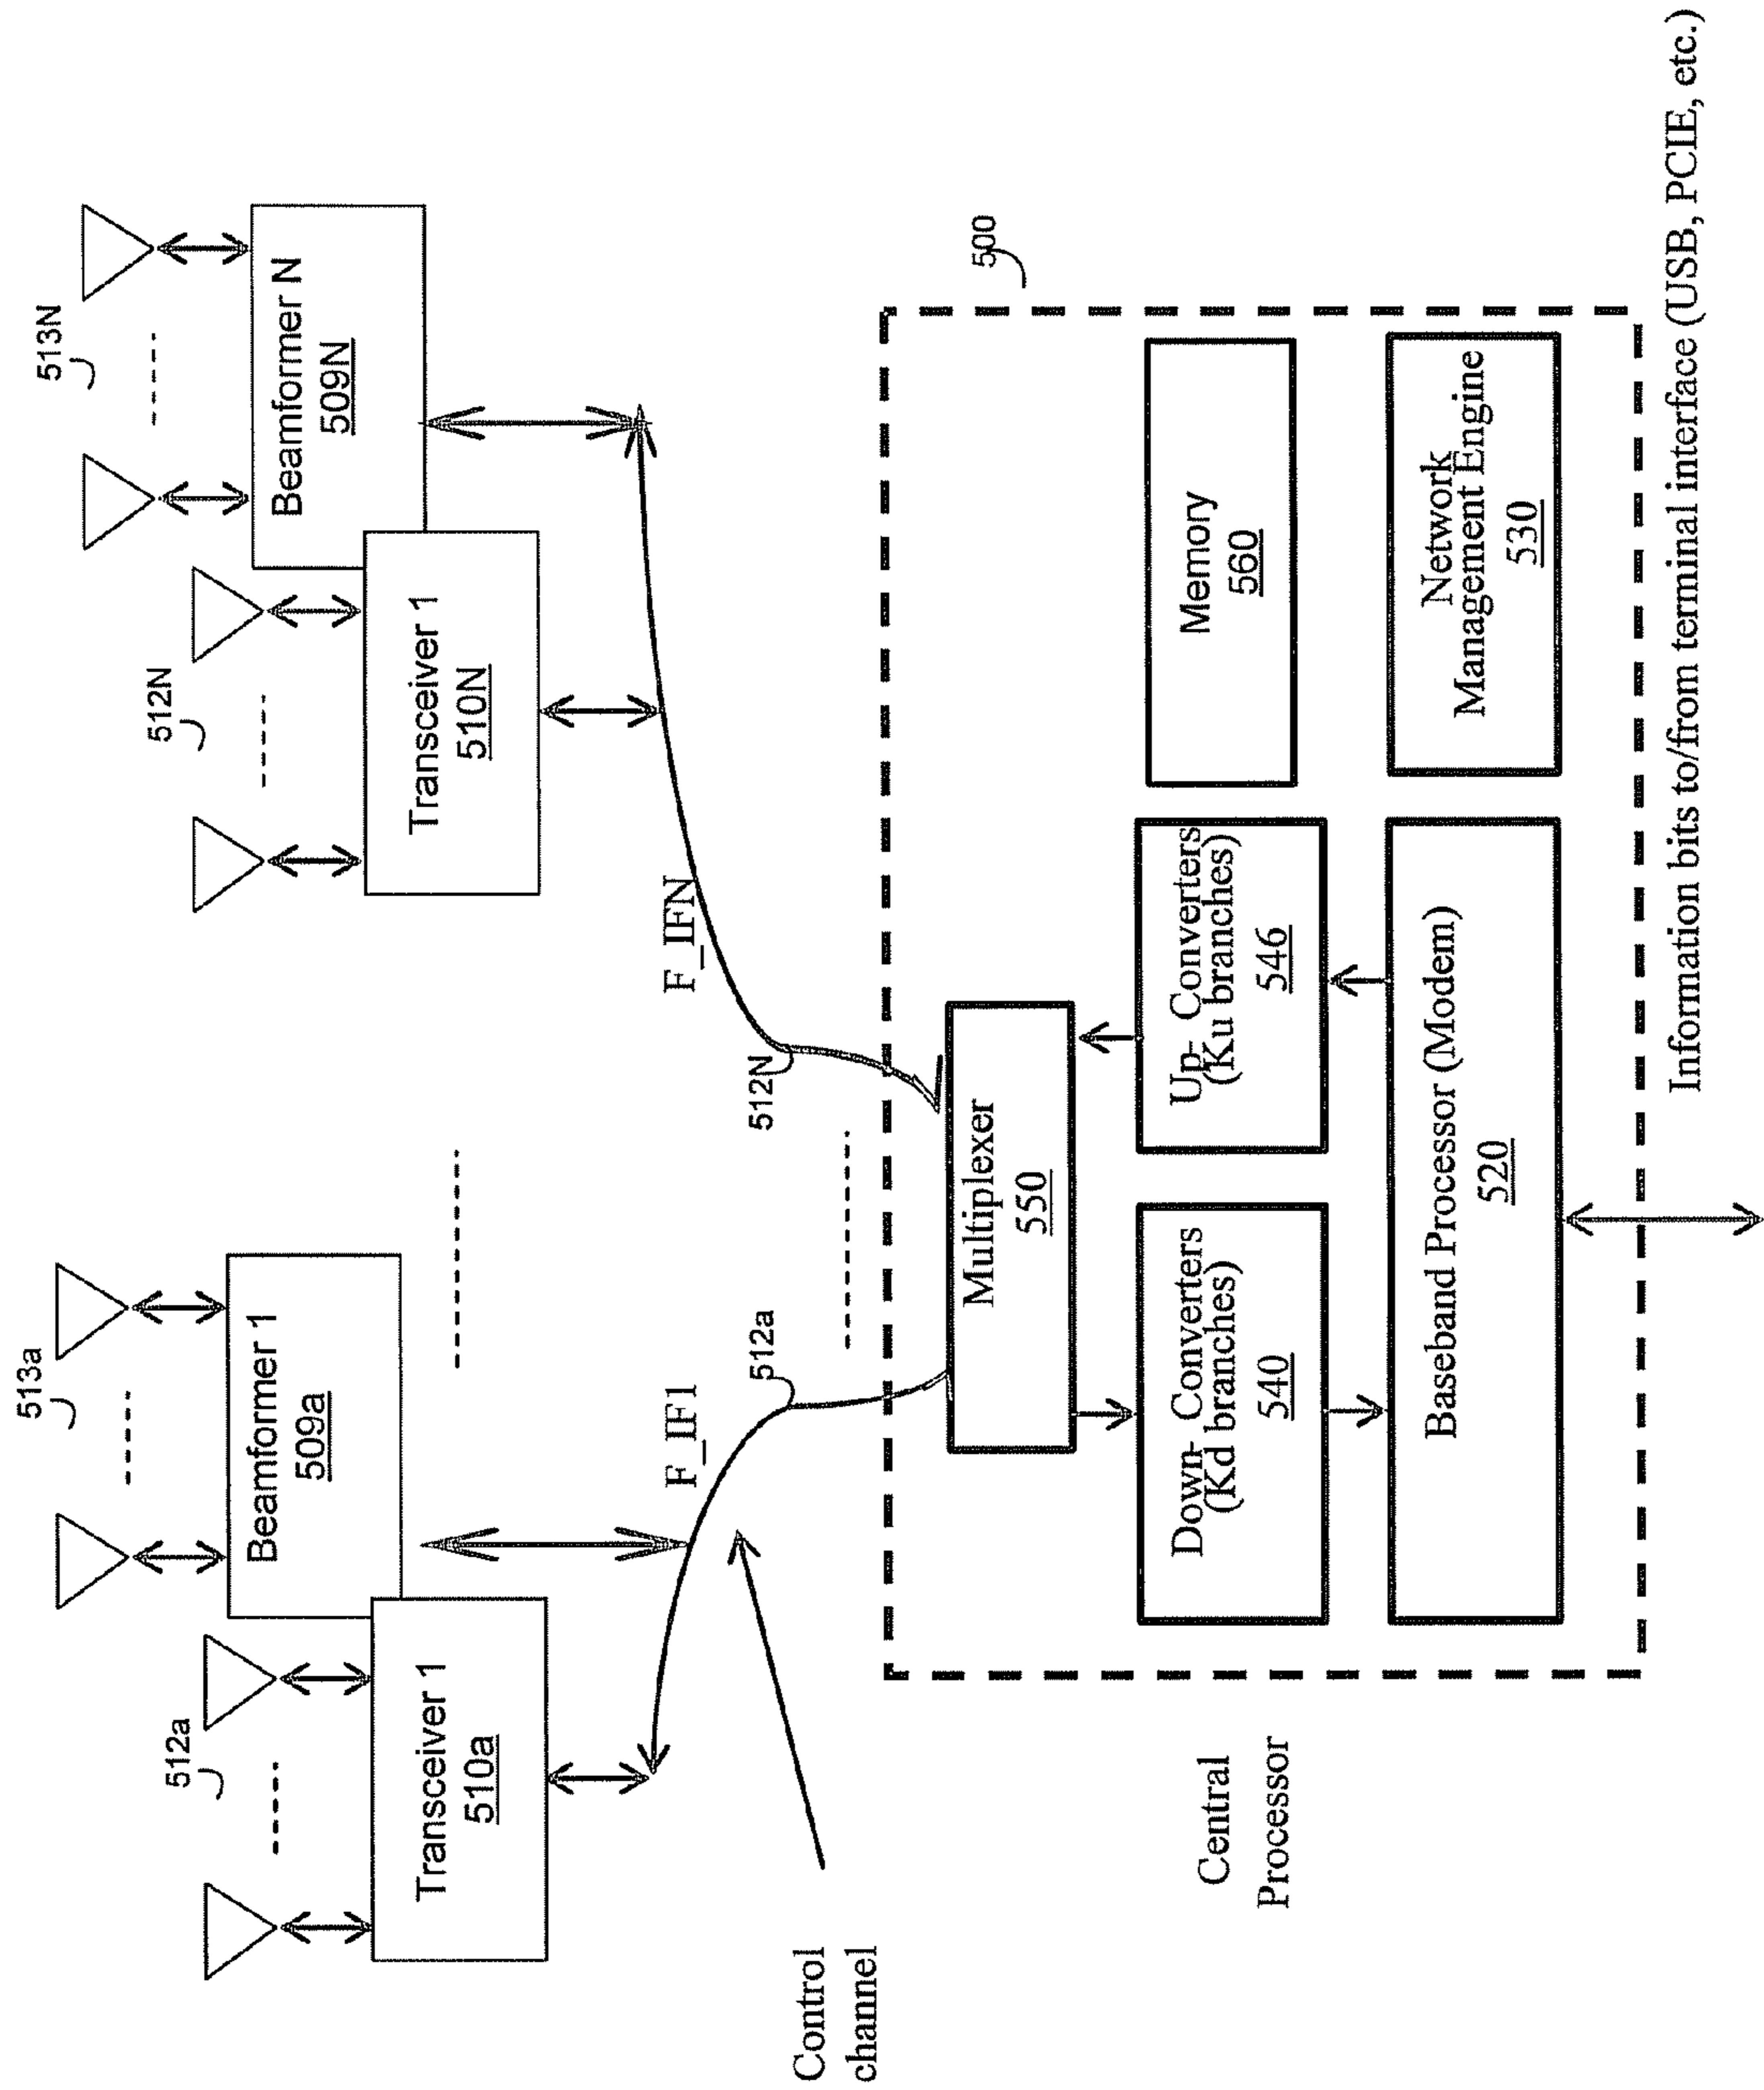 513a
513N
512a
512N
Beamformer 1
509a
Beamformer N
509N
Transceiver 1
510a
Transceiver 1
510N
F_IF1
F_IFN
Control
channel
512a
512N
500
Central
Processor
Multiplexer
550
Down- Converters
(Kd branches)
540
Up- Converters
(Ku branches)
546
Memory
560
Baseband Processor (Modem)
520
Network
Management Engine
530
Information bits to/from terminal interface (USB, PCIE, etc.)